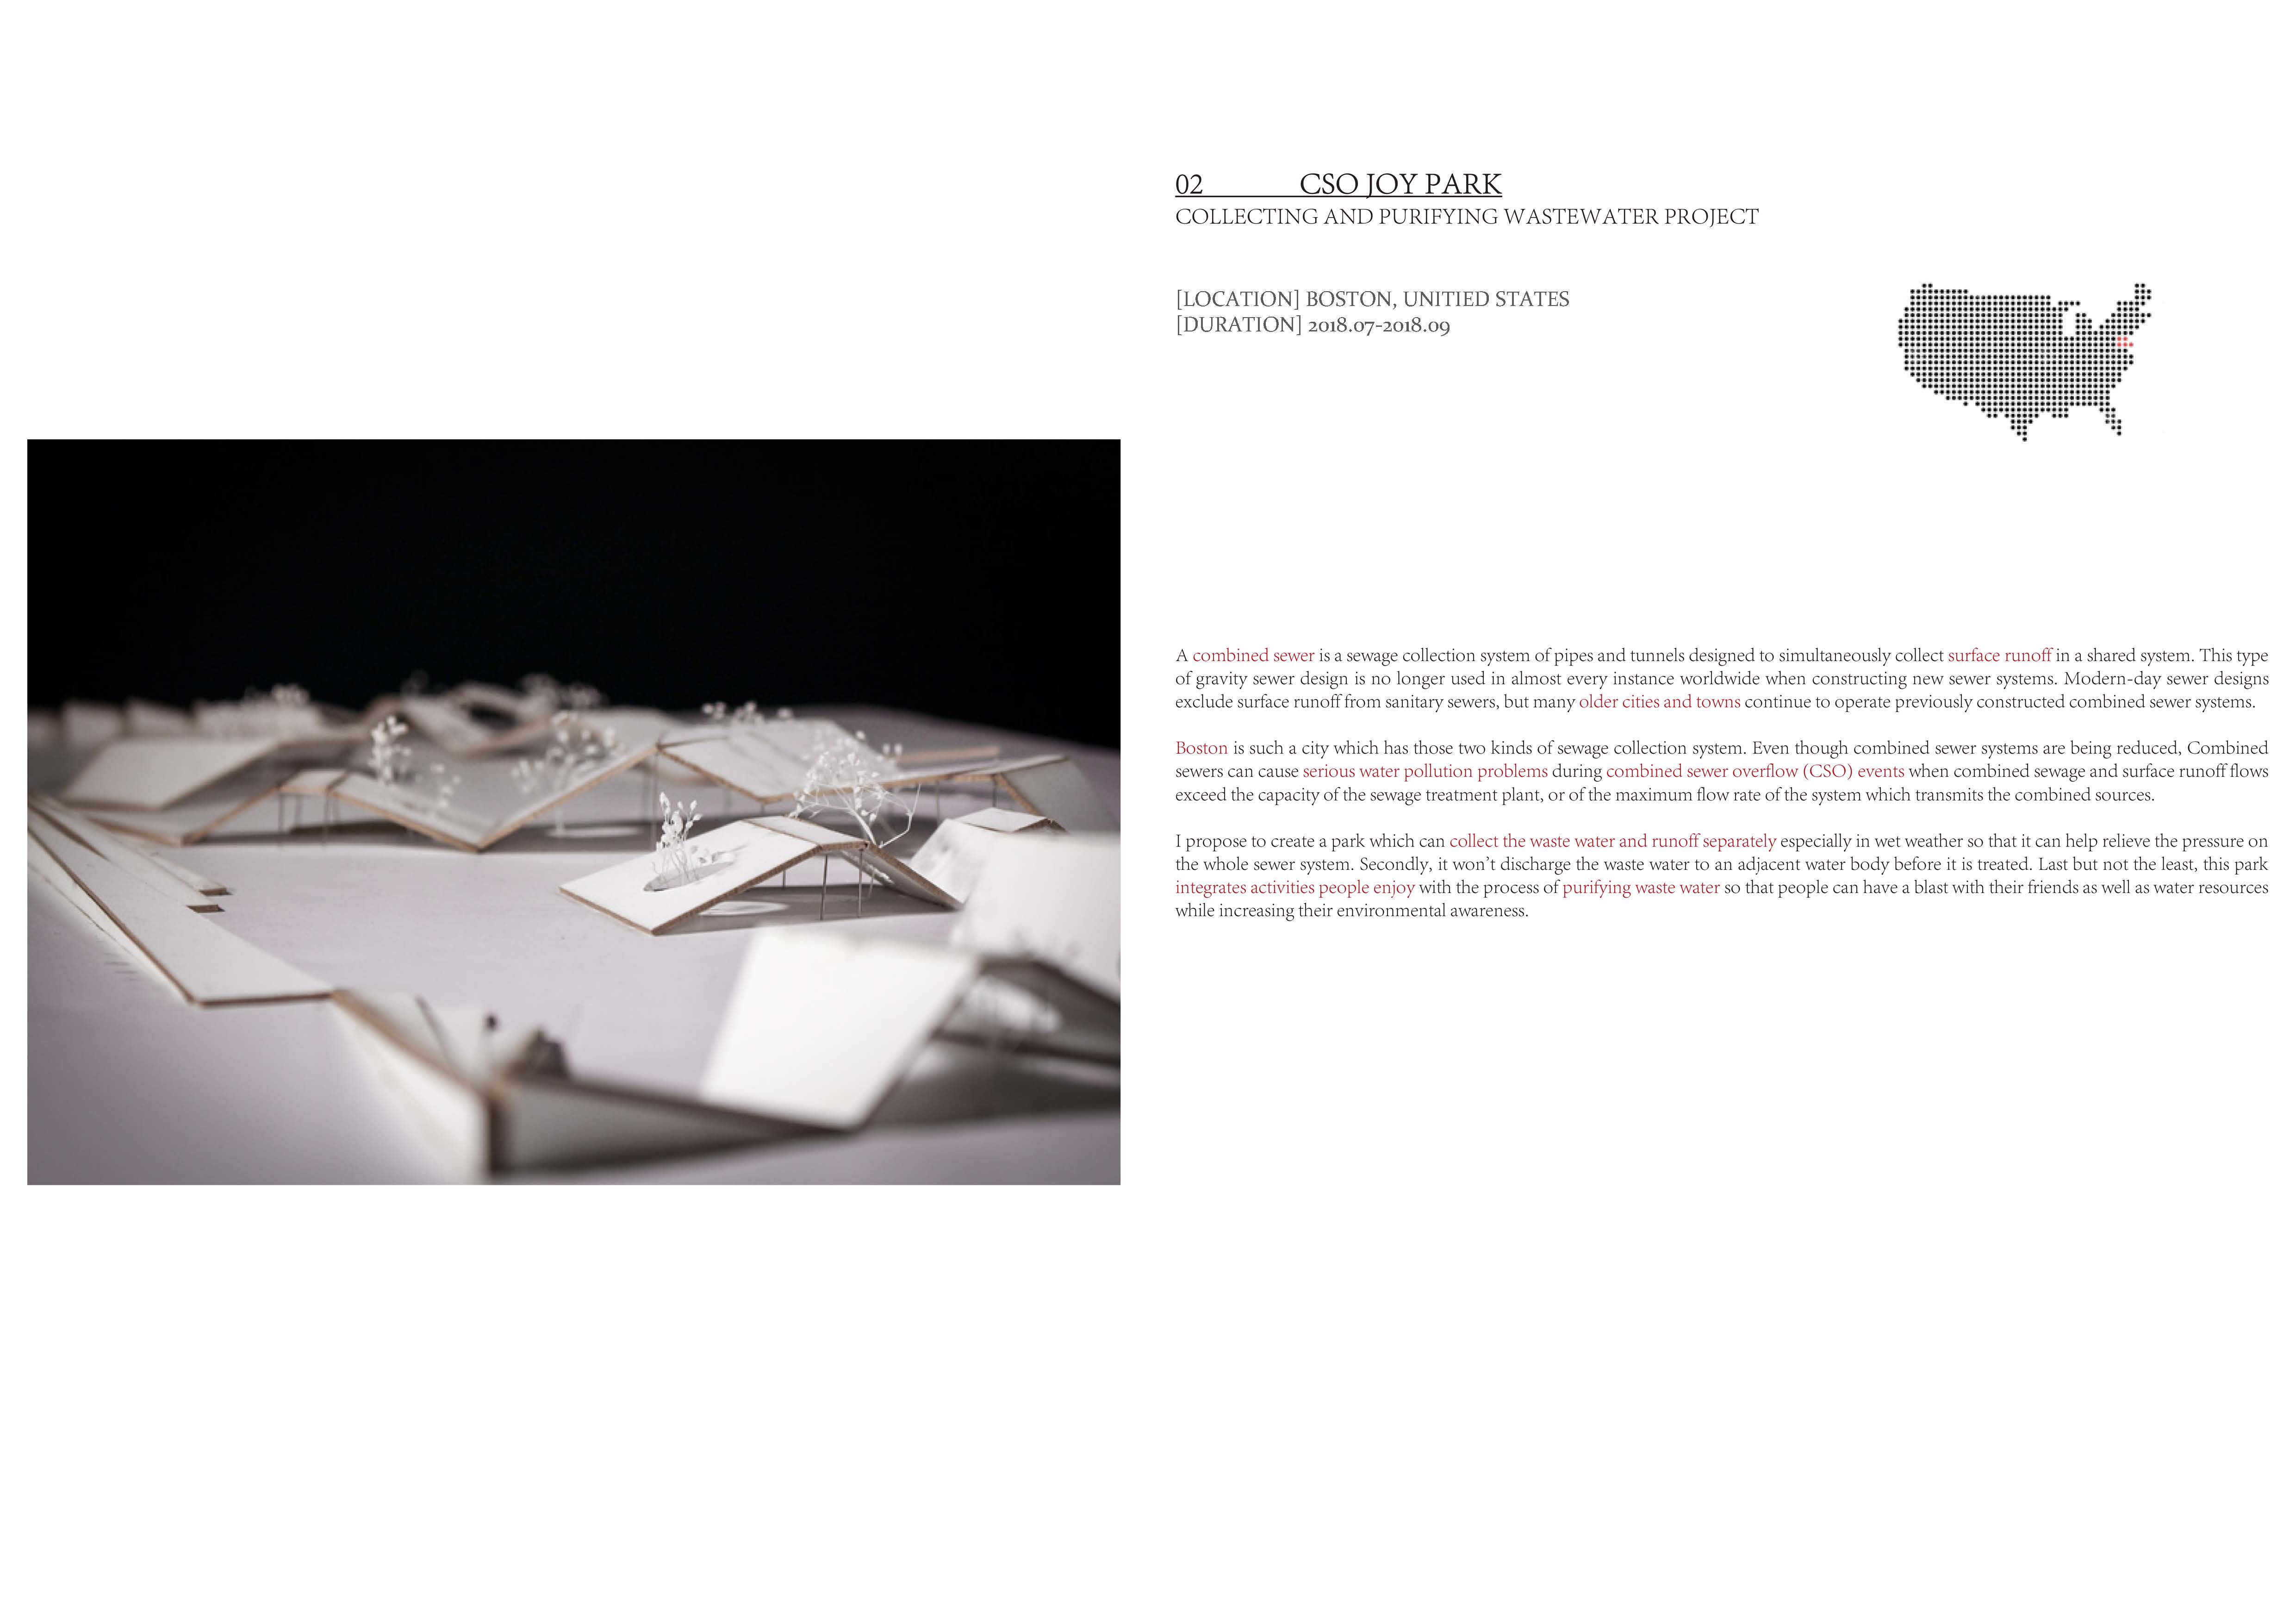 02 CSO JOY PARK
COLLECTING AND PURIFYING WASTEWATER PROJECT
[LOCATION] BOSTON, UNITIED STATES
[DURATION] 2018.07-2018.09
A combined sewer is a sewage collection system of pipes and tunnels designed to simultaneously collect surface runoff in a shared system. This type
of gravity sewer design is no longer used in almost every instance worldwide when constructing new sewer systems. Modern-day sewer designs
exclude surface runoff from sanitary sewers, but many older cities and towns continue to operate previously constructed combined sewer systems.
Boston is such a city which has those two kinds of sewage collection system. Even though combined sewer systems are being reduced, Combined
sewers can cause serious water pollution problems during combined sewer overflow (CSO) events when combined sewage and surface runoff flows
exceed the capacity of the sewage treatment plant, or of the maximum flow rate of the system which transmits the combined sources.
I propose to create a park which can collect the waste water and runoff separately especially in wet weather so that it can help relieve the pressure on
the whole sewer system. Secondly, it won't discharge the waste water to an adjacent water body before it is treated. Last but not the least, this park
integrates activities people enjoy with the process of purifying waste water so that people can have a blast with their friends as well as water resources
while increasing their environmental awareness.